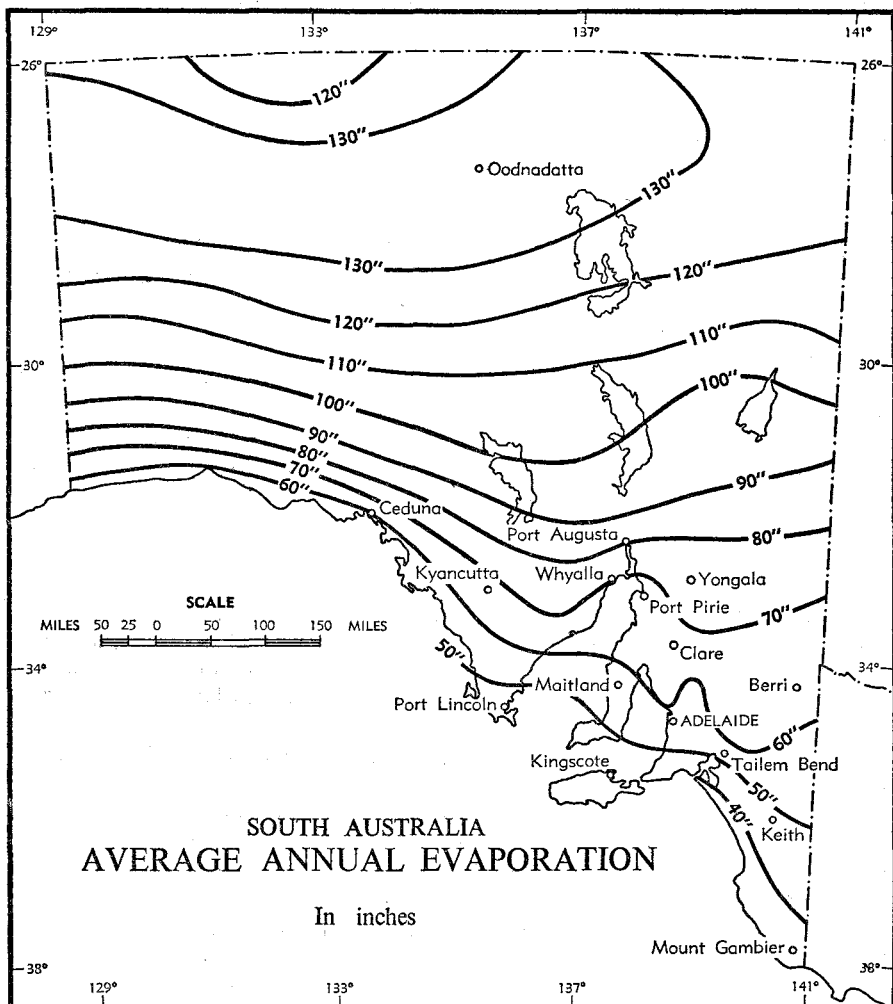 129° 133° 137° 141°
26° 26°
120″
130″
Oodnadatta
130″
130″
120″
120″
110″
110″
30° 30°
100″
100″
90″
90″
80″
70″
60″
Ceduna
Port Augusta
80″
Kyancutta
Whyalla
Yongala
SCALE
Port Pirie
70″
MILES 50 25 0 50 100 150 MILES
Clare
50″
34° 34°
Maitland
Berri
Port Lincoln
ADELAIDE
60″
Kingscote
Tailem Bend
50″
40″
Keith
SOUTH AUSTRALIA
AVERAGE ANNUAL EVAPORATION
In inches
Mount Gambier
38° 38°
129° 133° 137° 141°